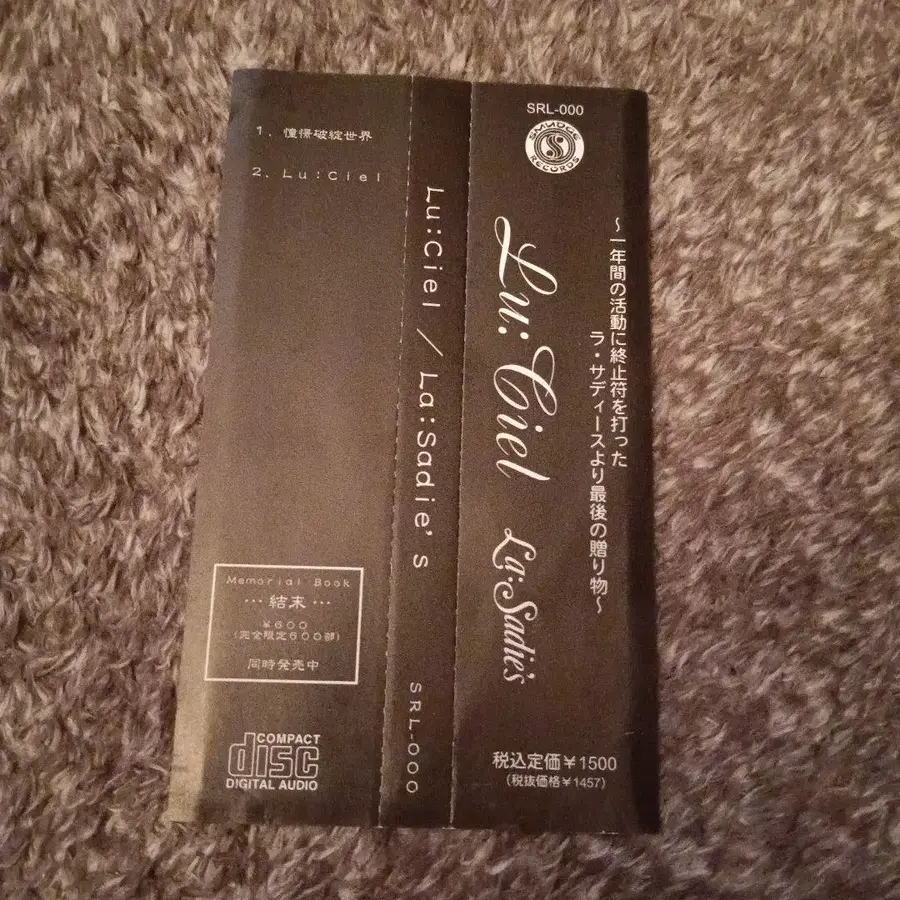 1. 憧憬破綻世界
2. Lu:Ciel
Memorial Book
… 結末 …
¥600
(完全限定600部)
同時発売中
COMPACT
disc
DIGITAL AUDIO
Lu:Ciel / La:Sadie's
SRL-000
SRL-000
SMUDGE
S
RECORDS
～一年間の活動に終止符を打った
ラ・サディースより最後の贈り物～
Lu:Ciel La:Sadie's
税込定価¥1500
(税抜価格¥1457)